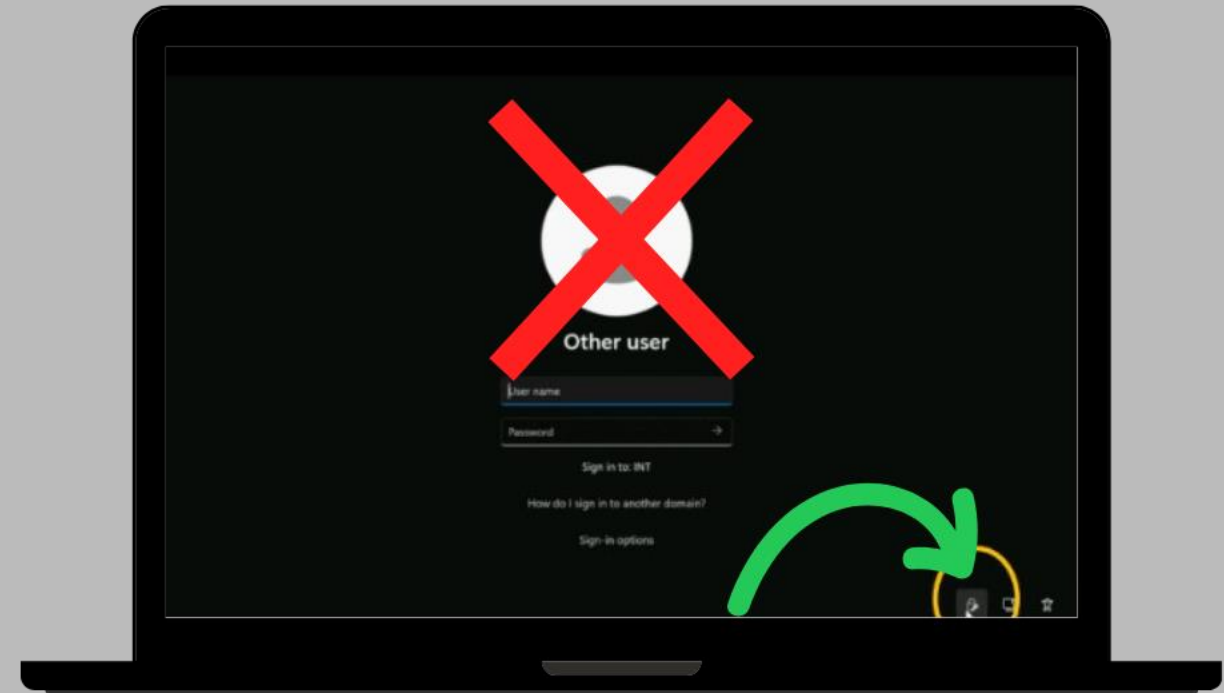 Other user
User name
Password
Sign in to: INT
How do I sign in to another domain?
Sign-in options